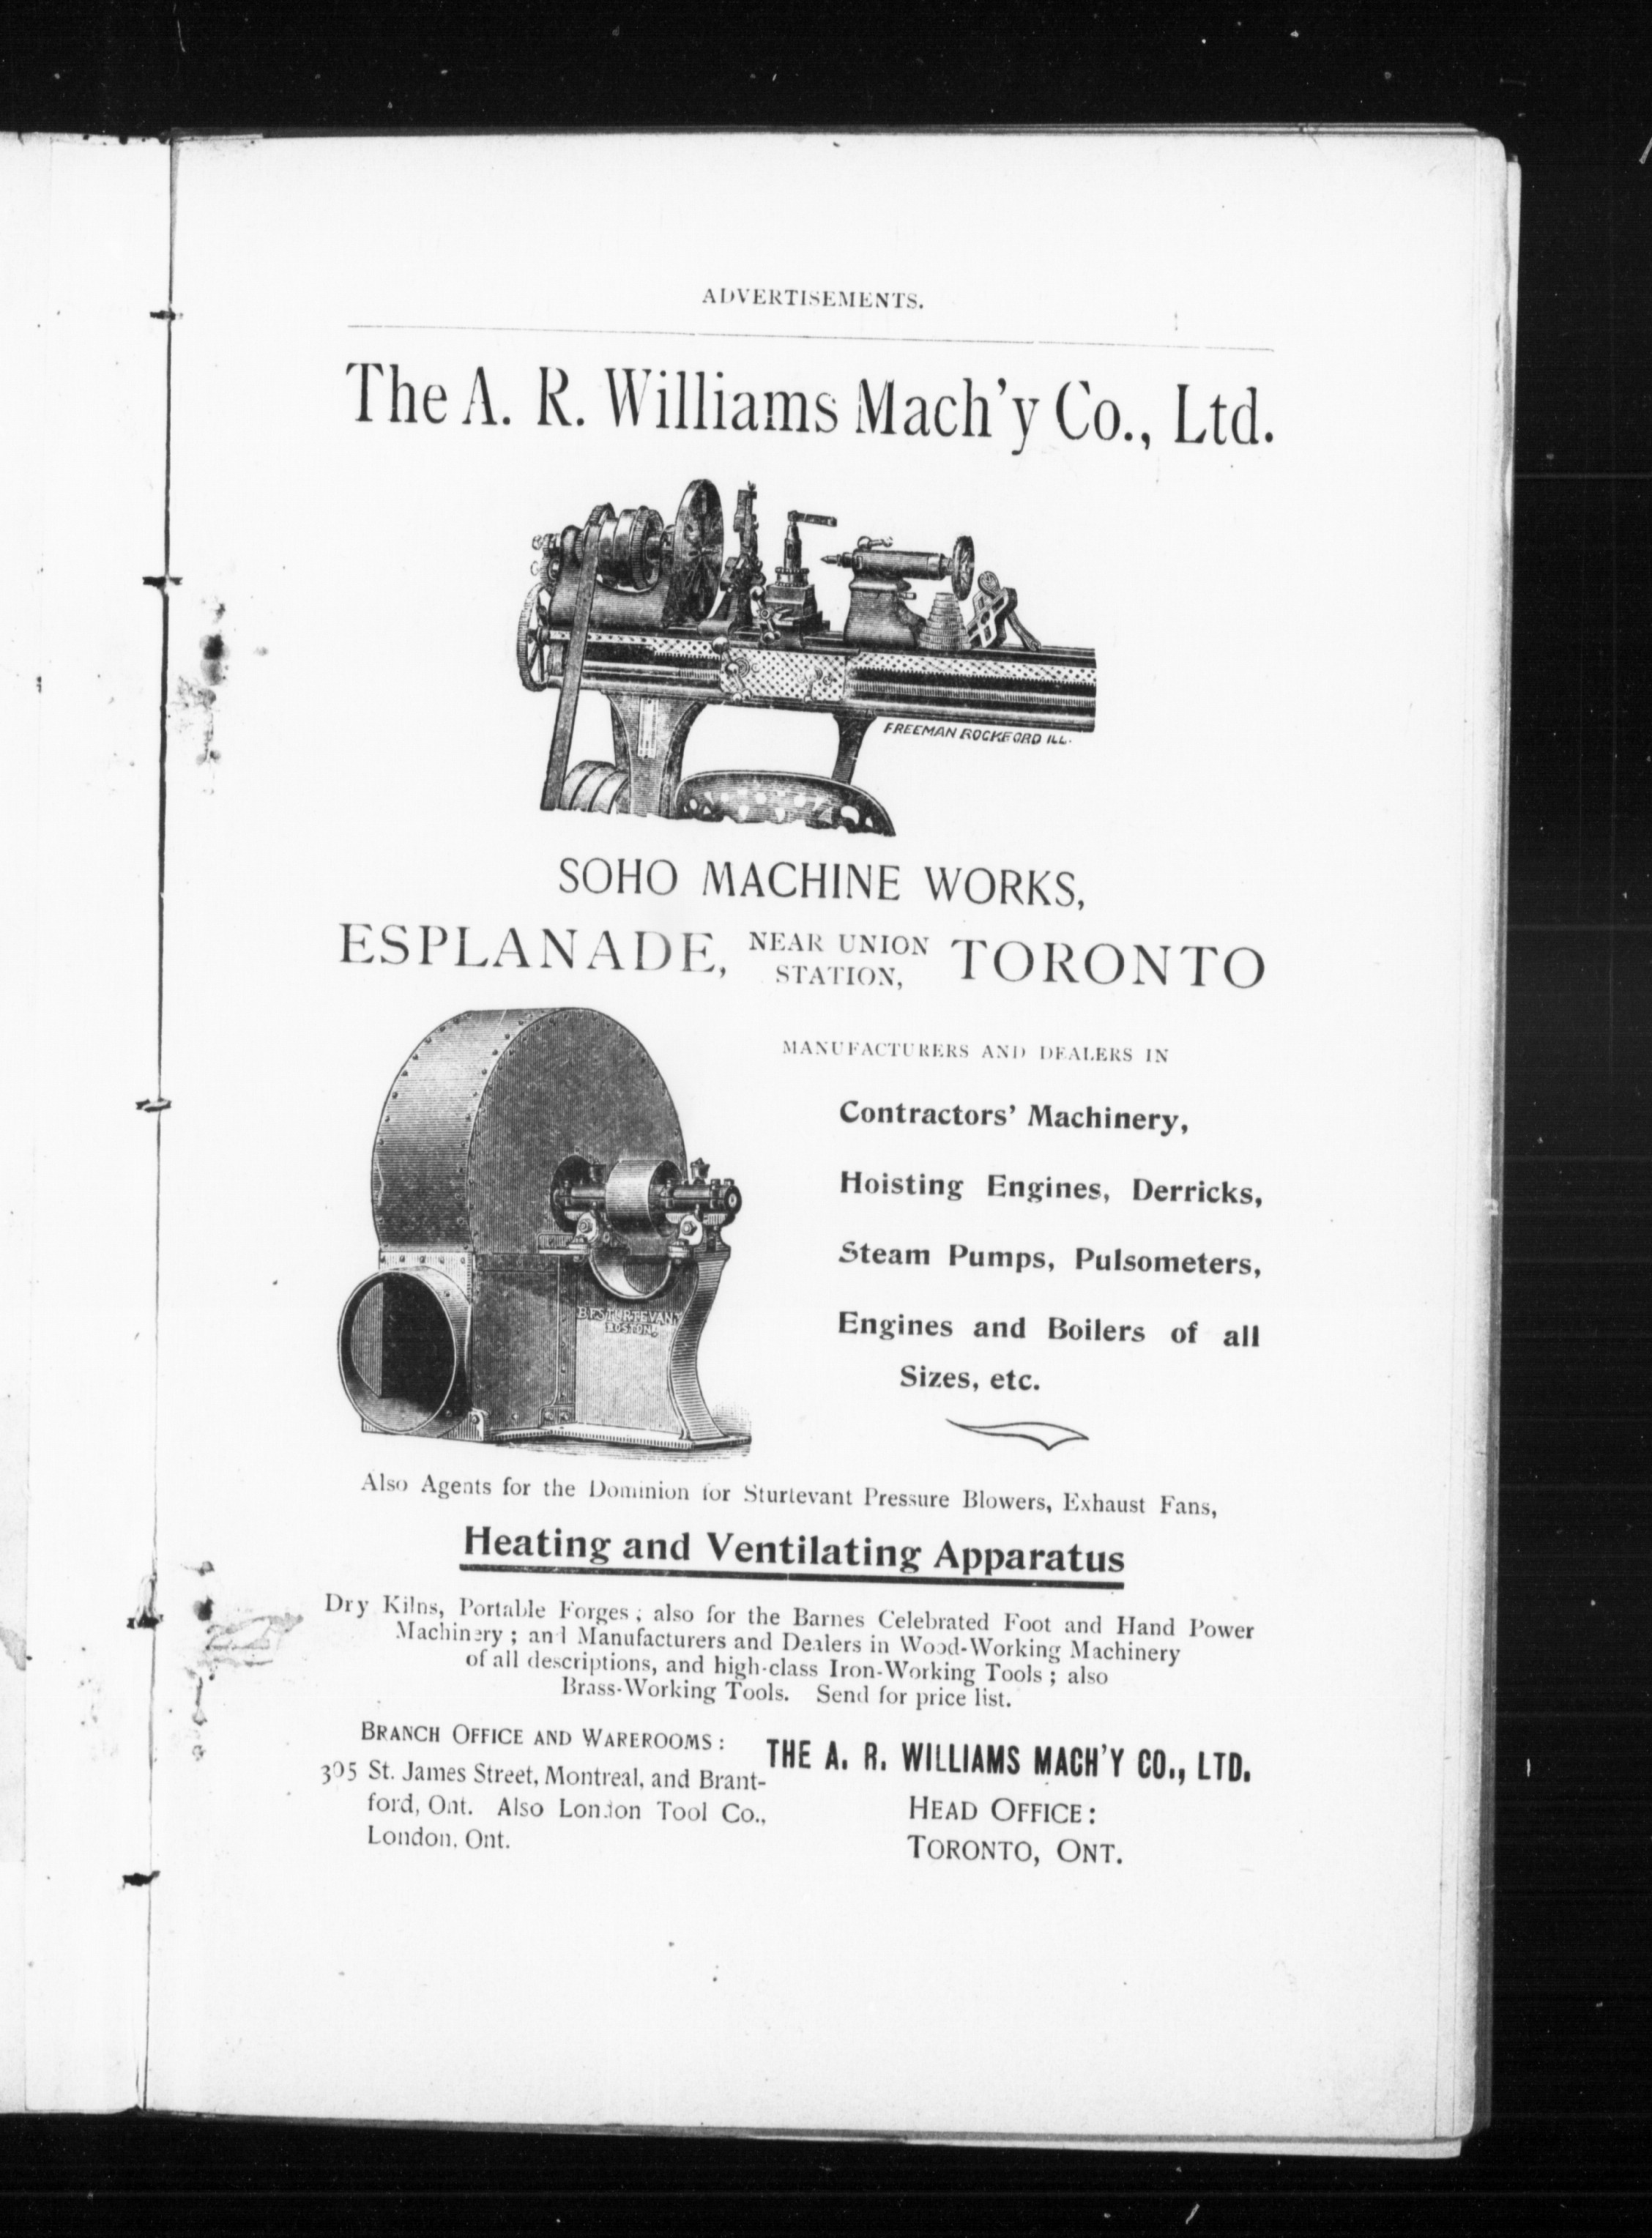 ADVERTISEMENTS.
The A. R. Williams Mach'y Co., Ltd.
FREEMAN ROCKFORD ILL.
SOHO MACHINE WORKS,
ESPLANADE, NEAR UNION STATION, TORONTO
MANUFACTURERS AND DEALERS IN
Contractors' Machinery,
Hoisting Engines, Derricks,
Steam Pumps, Pulsometers,
Engines and Boilers of all
Sizes, etc.
B.F. STURTEVANT
BOSTON.
Also Agents for the Dominion for Sturtevant Pressure Blowers, Exhaust Fans,
Heating and Ventilating Apparatus
Dry Kilns, Portable Forges; also for the Barnes Celebrated Foot and Hand Power
Machinery; and Manufacturers and Dealers in Wood-Working Machinery
of all descriptions, and high-class Iron-Working Tools; also
Brass-Working Tools. Send for price list.
BRANCH OFFICE AND WAREROOMS:
305 St. James Street, Montreal, and Brant-
ford, Ont. Also London Tool Co.,
London, Ont.
THE A. R. WILLIAMS MACH'Y CO., LTD.
HEAD OFFICE:
TORONTO, ONT.